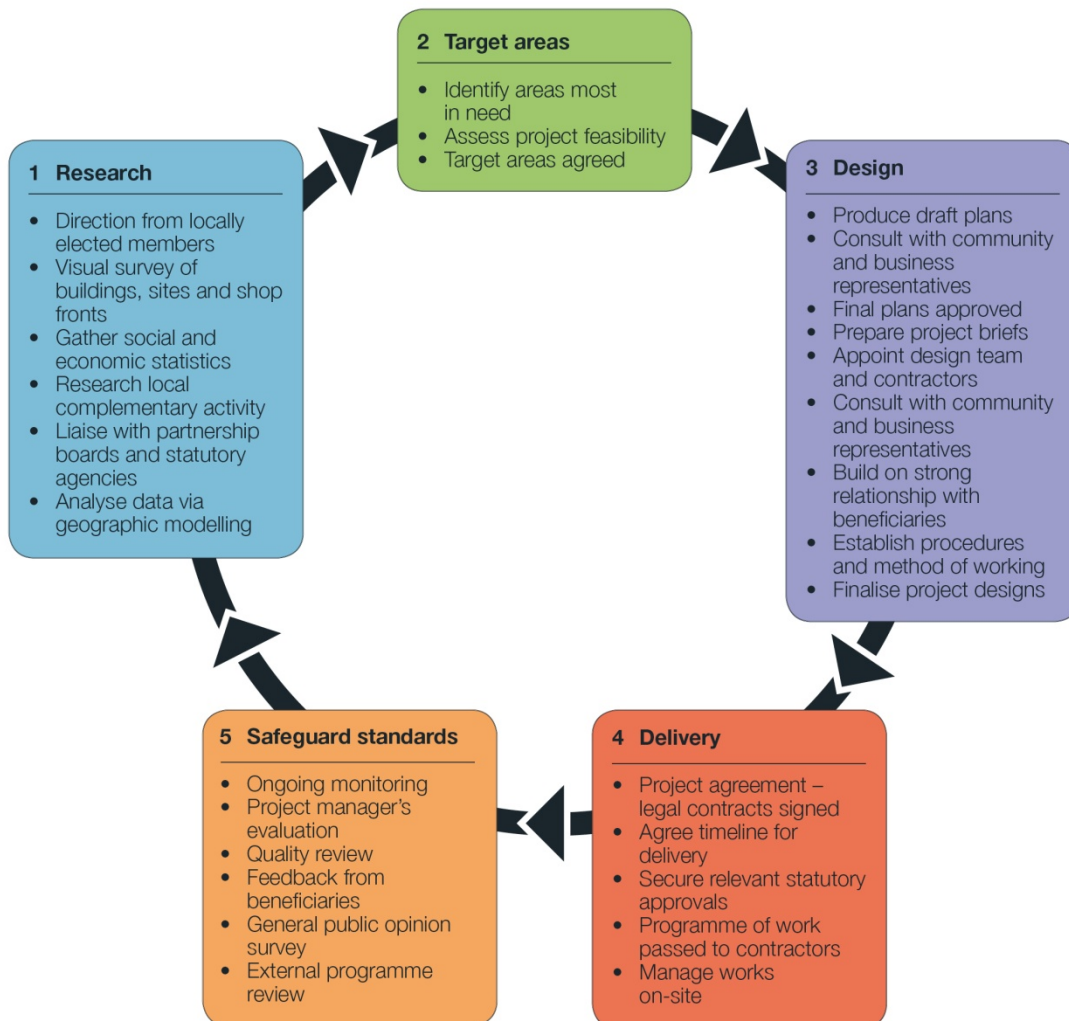 1 Research
• Direction from locally
elected members
• Visual survey of
buildings, sites and shop
fronts
• Gather social and
economic statistics
• Research local
complementary activity
• Liaise with partnership
boards and statutory
agencies
• Analyse data via
geographic modelling
2 Target areas
• Identify areas most
in need
• Assess project feasibility
• Target areas agreed
3 Design
• Produce draft plans
• Consult with community
and business
representatives
• Final plans approved
• Prepare project briefs
• Appoint design team
and contractors
• Consult with community
and business
representatives
• Build on strong
relationship with
beneficiaries
• Establish procedures
and method of working
• Finalise project designs
4 Delivery
• Project agreement –
legal contracts signed
• Agree timeline for
delivery
• Secure relevant statutory
approvals
• Programme of work
passed to contractors
• Manage works
on-site
5 Safeguard standards
• Ongoing monitoring
• Project manager's
evaluation
• Quality review
• Feedback from
beneficiaries
• General public opinion
survey
• External programme
review